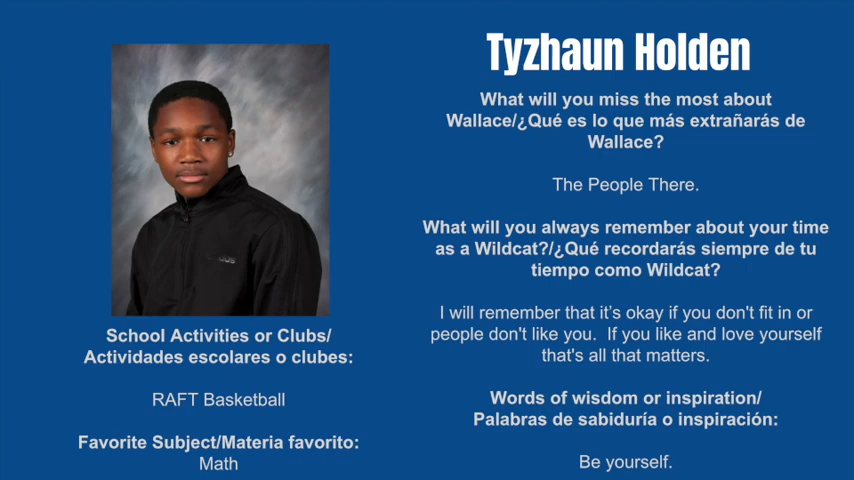 Tyzhaun Holden
What will you miss the most about
Wallace/¿Qué es lo que más extrañarás de
Wallace?
The People There.
What will you always remember about your time
as a Wildcat?/¿Qué recordarás siempre de tu
tiempo como Wildcat?
I will remember that it’s okay if you don't fit in or
people don't like you.  If you like and love yourself
that's all that matters.
Words of wisdom or inspiration/
Palabras de sabiduría o inspiración:
Be yourself.
School Activities or Clubs/
Actividades escolares o clubes:
RAFT Basketball
Favorite Subject/Materia favorito:
Math